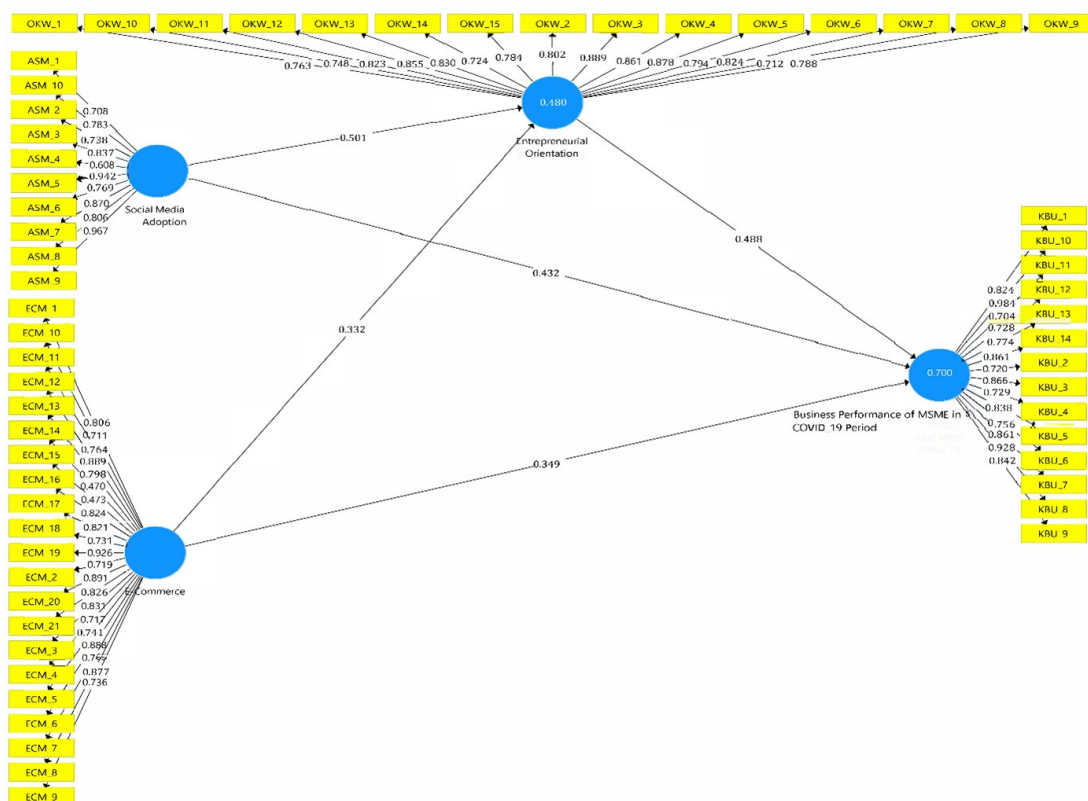 OKW_1 OKW_10 OKW_11 OKW_12 OKW_13 OKW_14 OKW_15 OKW_2 OKW_3 OKW_4 OKW_5 OKW_6 OKW_7 OKW_8 OKW_9
0.763 0.748 0.823 0.855 0.830 0.724 0.784 0.802 0.889 0.861 0.878 0.794 0.824 0.712 0.788
0.480
Entrepreneurial
Orientation
ASM_1
ASM_10
ASM_2
ASM_3
ASM_4
ASM_5
ASM_6
ASM_7
ASM_8
ASM_9
0.708
0.783
0.738
0.837
0.608
0.942
0.769
0.870
0.806
0.967
Social Media
Adoption
0.501
0.432
0.488
0.332
0.349
ECM_1
ECM_10
ECM_11
ECM_12
ECM_13
ECM_14
ECM_15
ECM_16
ECM_17
ECM_18
ECM_19
ECM_2
ECM_20
ECM_21
ECM_3
ECM_4
ECM_5
ECM_6
ECM_7
ECM_8
ECM_9
0.806
0.711
0.764
0.889
0.798
0.470
0.473
0.824
0.821
0.731
0.926
0.719
0.891
0.826
0.831
0.717
0.741
0.888
0.769
0.877
0.736
E-Commerce
0.700
Business Performance of MSME in s
COVID_19 Period
0.824
0.984
0.704
0.728
0.774
0.861
0.720
0.866
0.729
0.838
0.756
0.861
0.928
0.842
KBU_1
KBU_10
KBU_11
KBU_12
KBU_13
KBU_14
KBU_2
KBU_3
KBU_4
KBU_5
KBU_6
KBU_7
KBU_8
KBU_9